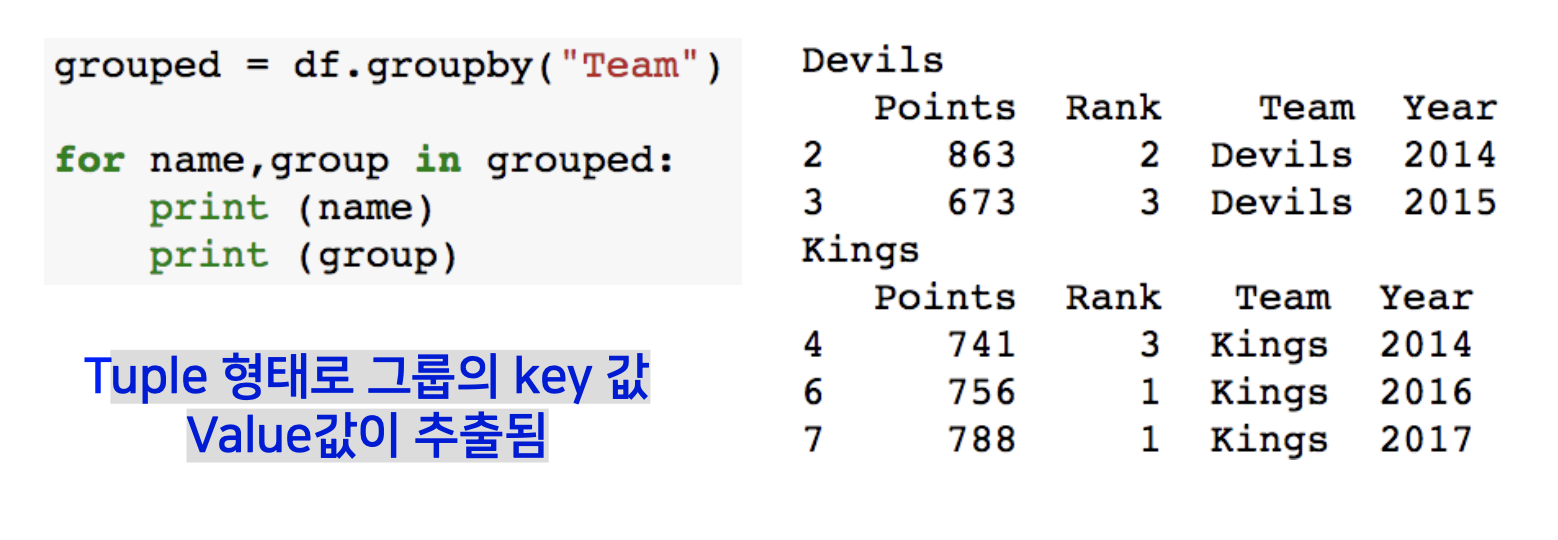 grouped = df.groupby("Team")
for name,group in grouped:
    print (name)
    print (group)
Tuple 형태로 그룹의 key 값
Value값이 추출됨
Devils
   Points  Rank    Team  Year
2     863     2  Devils  2014
3     673     3  Devils  2015
Kings
   Points  Rank   Team  Year
4     741     3  Kings  2014
6     756     1  Kings  2016
7     788     1  Kings  2017